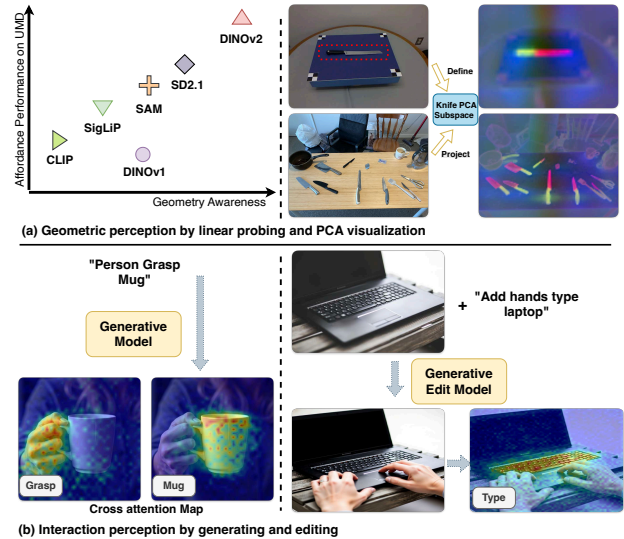 Affordance Performance on UMD
DINOv2
SD2.1
SAM
SigLiP
CLIP
DINOv1
Geometry Awareness
Define
Knife PCA
Subspace
Project
(a) Geometric perception by linear probing and PCA visualization
"Person Grasp
Mug"
Generative
Model
Grasp
Mug
Cross attention Map
+ "Add hands type
laptop"
Generative
Edit Model
Type
(b) Interaction perception by generating and editing